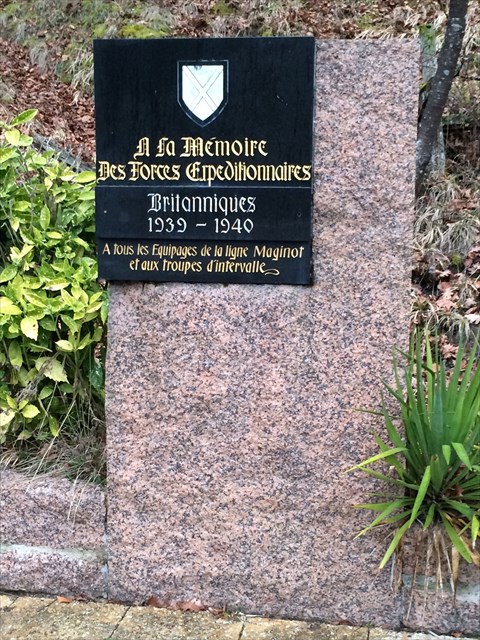 A La Mémoire
Des Forces Expeditionnaires
Britanniques
1939 - 1940
A tous les Equipages de la ligne Maginot
et aux troupes d'intervalle